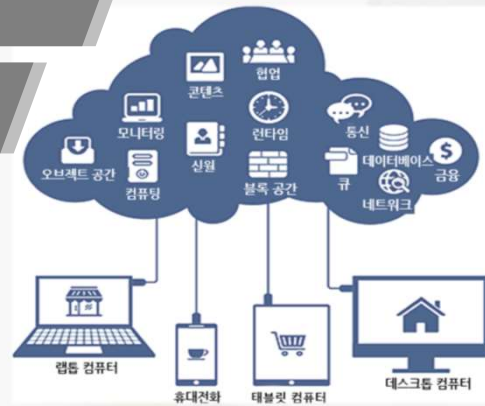 협업
콘텐츠
모니터링
런타임
통신
오브젝트 공간
컴퓨팅
신원
블록 공간
큐
데이터베이스
$
금융
네트워크
랩톱 컴퓨터
휴대전화
태블릿 컴퓨터
데스크톱 컴퓨터